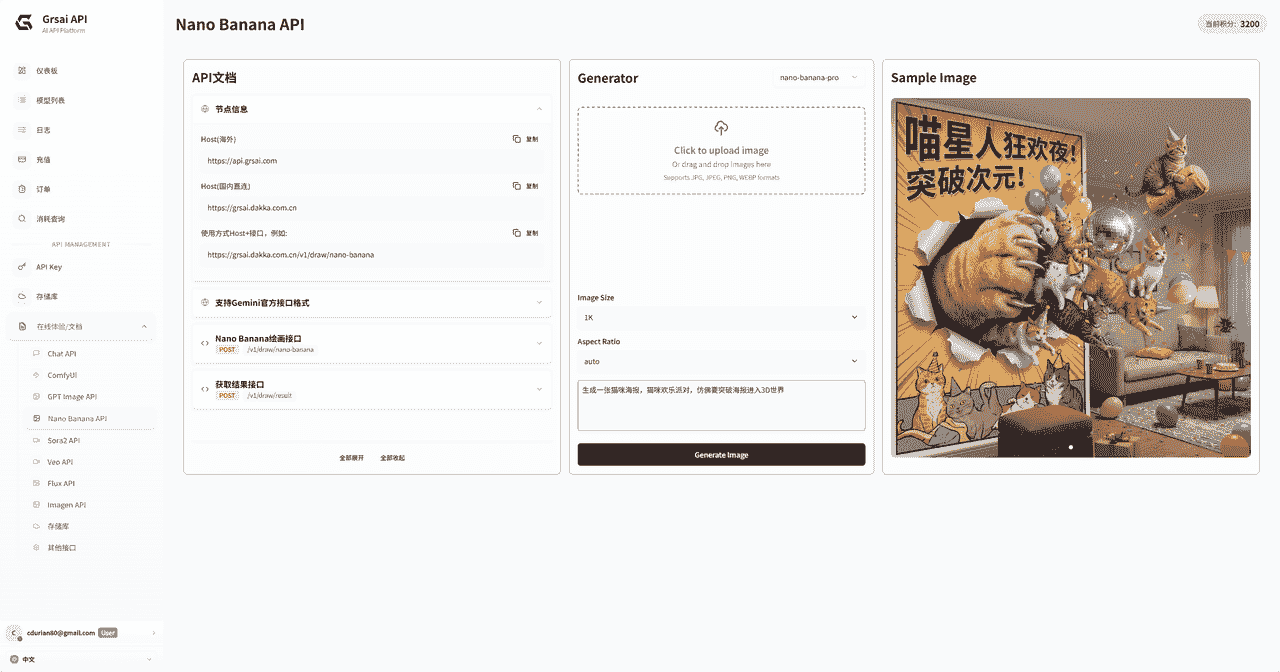 Grsai API
AI API Platform
仪表板
模型列表
日志
充值
订单
消耗查询
API MANAGEMENT
API Key
存储库
在线体验/文档
Chat API
ComfyUI
GPT Image API
Nano Banana API
Sora2 API
Veo API
Flux API
Imagen API
存储库
其他接口
C
cdurian80@gmail.com User
中文
Nano Banana API
当前积分: 3200
API文档
节点信息
Host(海外)
复制
https://api.grsai.com
Host(国内直连)
复制
https://grsai.dakka.com.cn
使用方式Host+接口，例如:
复制
https://grsai.dakka.com.cn/v1/draw/nano-banana
支持Gemini官方接口格式
Nano Banana绘画接口
POST /v1/draw/nano-banana
获取结果接口
POST /v1/draw/result
全部展开 全部收起
Generator
nano-banana-pro
Click to upload image
Or drag and drop images here
Supports JPG, JPEG, PNG, WEBP formats
Image Size
1K
Aspect Ratio
auto
生成一张猫咪海报，猫咪欢乐派对，仿佛要突破海报进入3D世界
Generate Image
Sample Image
喵星人狂欢夜!
突破次元!